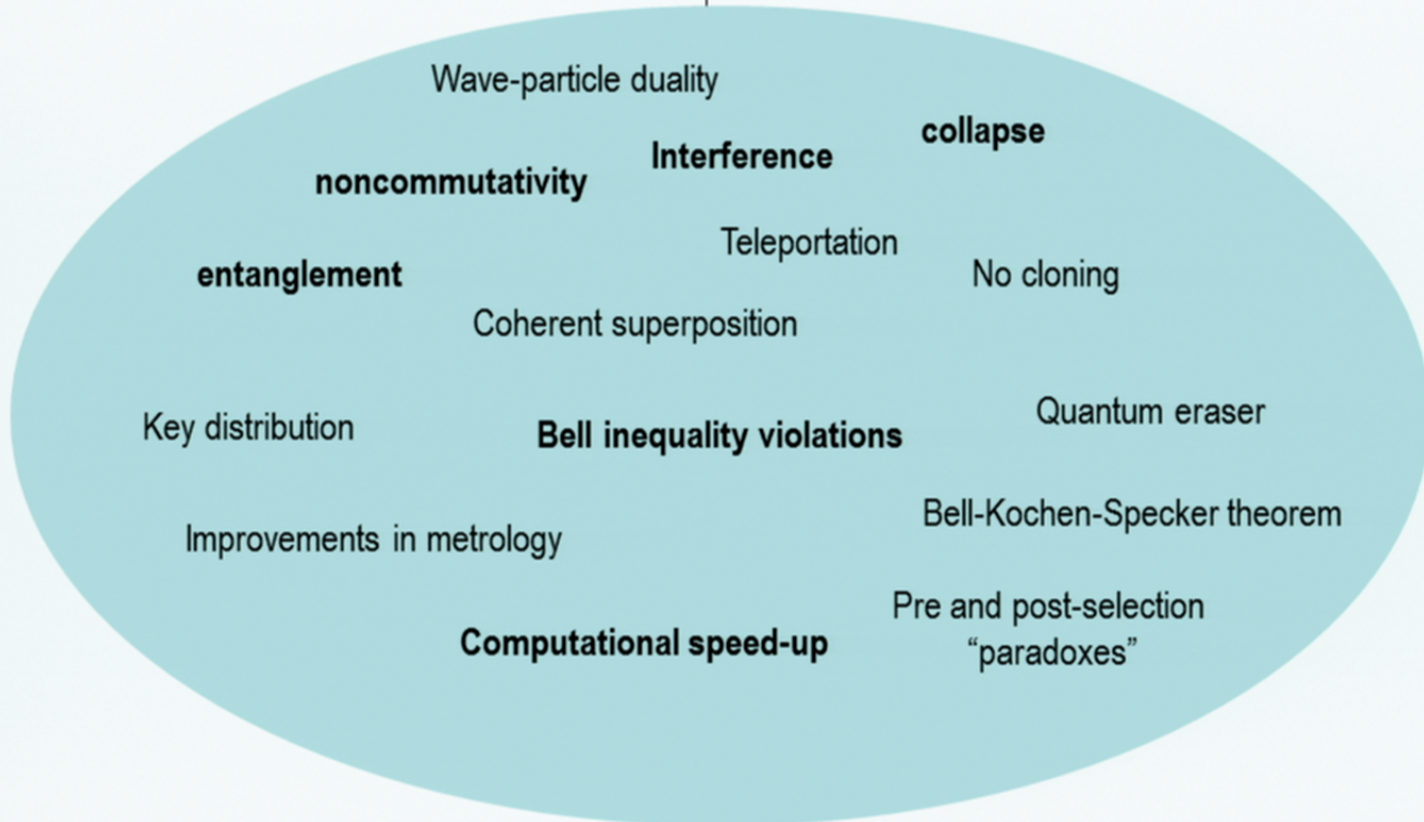 Wave-particle duality
collapse
Interference
noncommutativity
Teleportation
entanglement
No cloning
Coherent superposition
Quantum eraser
Key distribution
Bell inequality violations
Bell-Kochen-Specker theorem
Improvements in metrology
Pre and post-selection
“paradoxes”
Computational speed-up